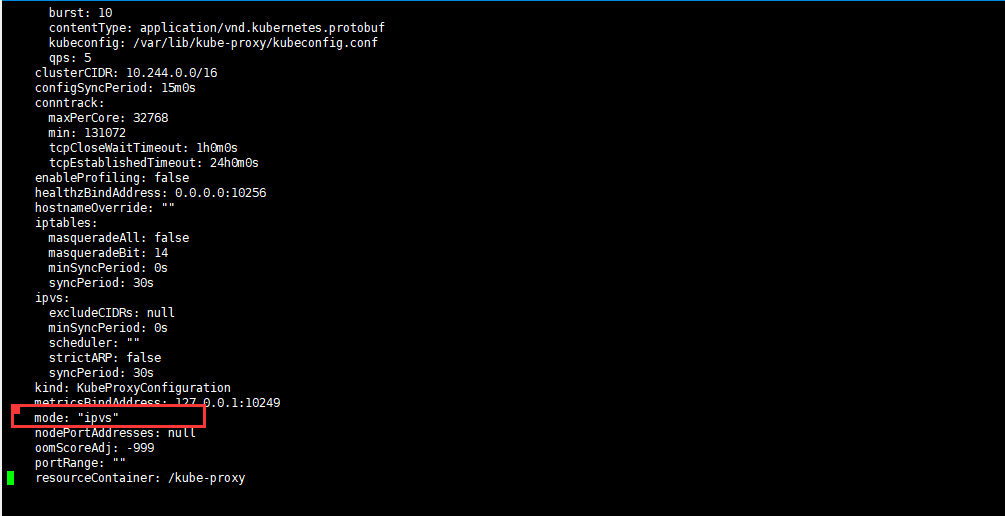 burst: 10
contentType: application/vnd.kubernetes.protobuf
kubeconfig: /var/lib/kube-proxy/kubeconfig.conf
qps: 5
clusterCIDR: 10.244.0.0/16
configSyncPeriod: 15m0s
conntrack:
maxPerCore: 32768
min: 131072
tcpCloseWaitTimeout: 1h0m0s
tcpEstablishedTimeout: 24h0m0s
enableProfiling: false
healthzBindAddress: 0.0.0.0:10256
hostnameOverride: ""
iptables:
masqueradeAll: false
masqueradeBit: 14
minSyncPeriod: 0s
syncPeriod: 30s
ipvs:
excludeCIDRs: null
minSyncPeriod: 0s
scheduler: ""
strictARP: false
syncPeriod: 30s
kind: KubeProxyConfiguration
metricsBindAddress: 127.0.0.1:10249
mode: "ipvs"
nodePortAddresses: null
oomScoreAdj: -999
portRange: ""
resourceContainer: /kube-proxy